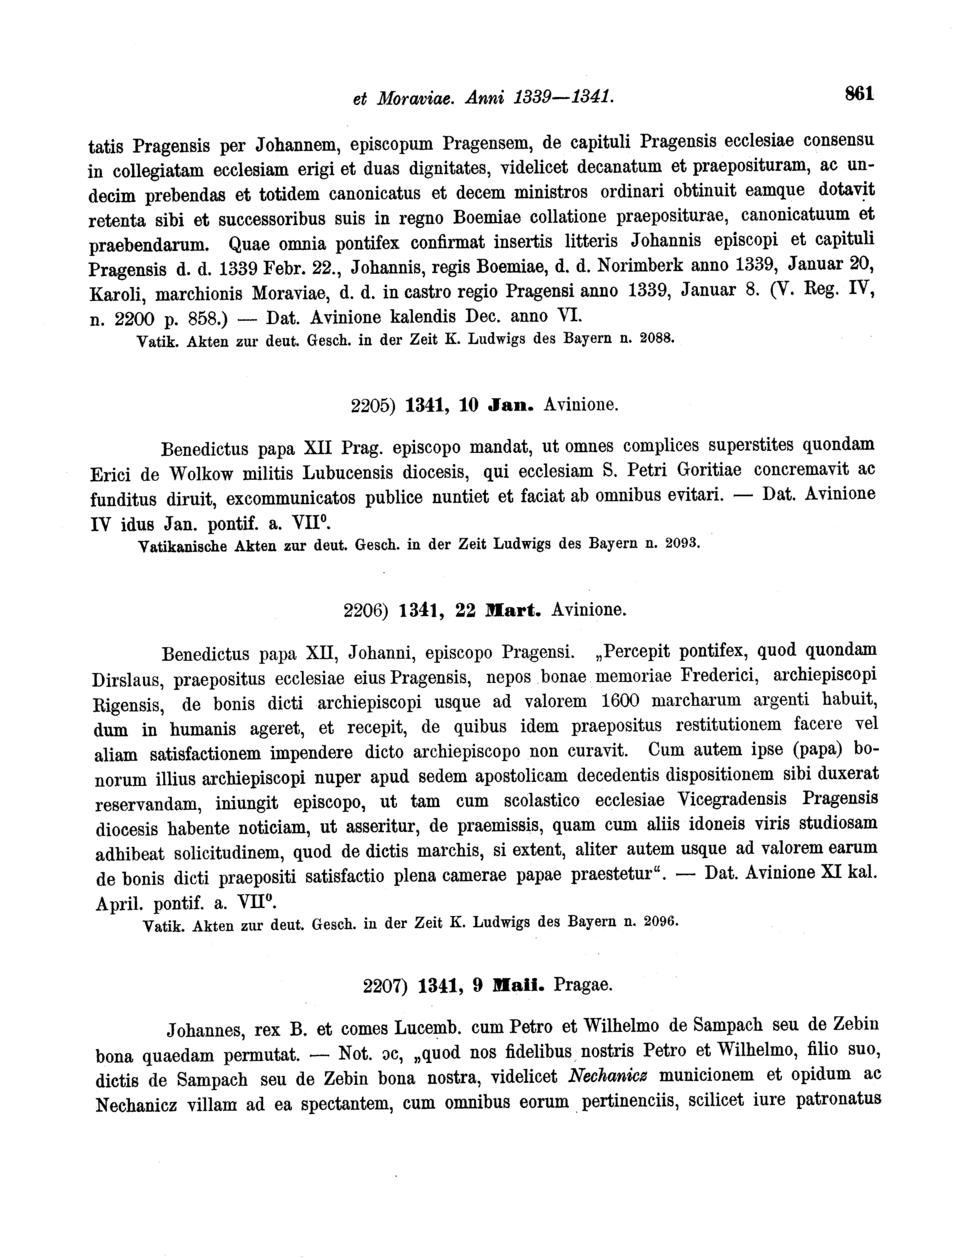 et Moraviae. Anni 1339—1341. 861
tatis Pragensis per Johannem, episcopum Pragensem, de capituli Pragensis ecclesiae consensu
in collegiatam ecclesiam erigi et duas dignitates, videlicet decanatum et praeposituram, ac un-
decim prebendas et totidem canonicatus et decem ministros ordinari obtinuit eamque dotavit
retenta sibi et successoribus suis in regno Boemiae collatione praepositurae, canonicatuum et
praebendarum. Quae omnia pontifex confirmat insertis litteris Johannis episcopi et capituli
Pragensis d. d. 1339 Febr. 22., Johannis, regis Boemiae, d. d. Norimberk anno 1339, Januar 20,
Karoli, marchionis Moraviae, d. d. in castro regio Pragensi anno 1339, Januar 8. (V. Reg. IV,
n. 2200 p. 858.) — Dat. Avinione kalendis Dec. anno VI.
Vatik. Akten zur deut. Gesch. in der Zeit K. Ludwigs des Bayern n. 2088.
2205) 1341, 10 Jan. Avinione.
Benedictus papa XII Prag. episcopo mandat, ut omnes complices superstites quondam
Erici de Wolkow militis Lubucensis diocesis, qui ecclesiam S. Petri Goritiae concremavit ac
funditus diruit, excommunicatos publice nuntiet et faciat ab omnibus evitari. — Dat. Avinione
IV idus Jan. pontif. a. VII⁰.
Vatikanische Akten zur deut. Gesch. in der Zeit Ludwigs des Bayern n. 2093.
2206) 1341, 22 Mart. Avinione.
Benedictus papa XII, Johanni, episcopo Pragensi. „Percepit pontifex, quod quondam
Dirslaus, praepositus ecclesiae eius Pragensis, nepos bonae memoriae Frederici, archiepiscopi
Rigensis, de bonis dicti archiepiscopi usque ad valorem 1600 marcharum argenti habuit,
dum in humanis ageret, et recepit, de quibus idem praepositus restitutionem facere vel
aliam satisfactionem impendere dicto archiepiscopo non curavit. Cum autem ipse (papa) bo-
norum illius archiepiscopi nuper apud sedem apostolicam decedentis dispositionem sibi duxerat
reservandam, iniungit episcopo, ut tam cum scolastico ecclesiae Vicegradensis Pragensis
diocesis habente noticiam, ut asseritur, de praemissis, quam cum aliis idoneis viris studiosam
adhibeat solicitudinem, quod de dictis marchis, si extent, aliter autem usque ad valorem earum
de bonis dicti praepositi satisfactio plena camerae papae praestetur“. — Dat. Avinione XI kal.
April. pontif. a. VII⁰.
Vatik. Akten zur deut. Gesch. in der Zeit K. Ludwigs des Bayern n. 2096.
2207) 1341, 9 Maii. Pragae.
Johannes, rex B. et comes Lucemb. cum Petro et Wilhelmo de Sampach seu de Zebin
bona quaedam permutat. — Not. ɔc, „quod nos fidelibus nostris Petro et Wilhelmo, filio suo,
dictis de Sampach seu de Zebin bona nostra, videlicet Nechanicz municionem et opidum ac
Nechanicz villam ad ea spectantem, cum omnibus eorum pertinenciis, scilicet iure patronatus